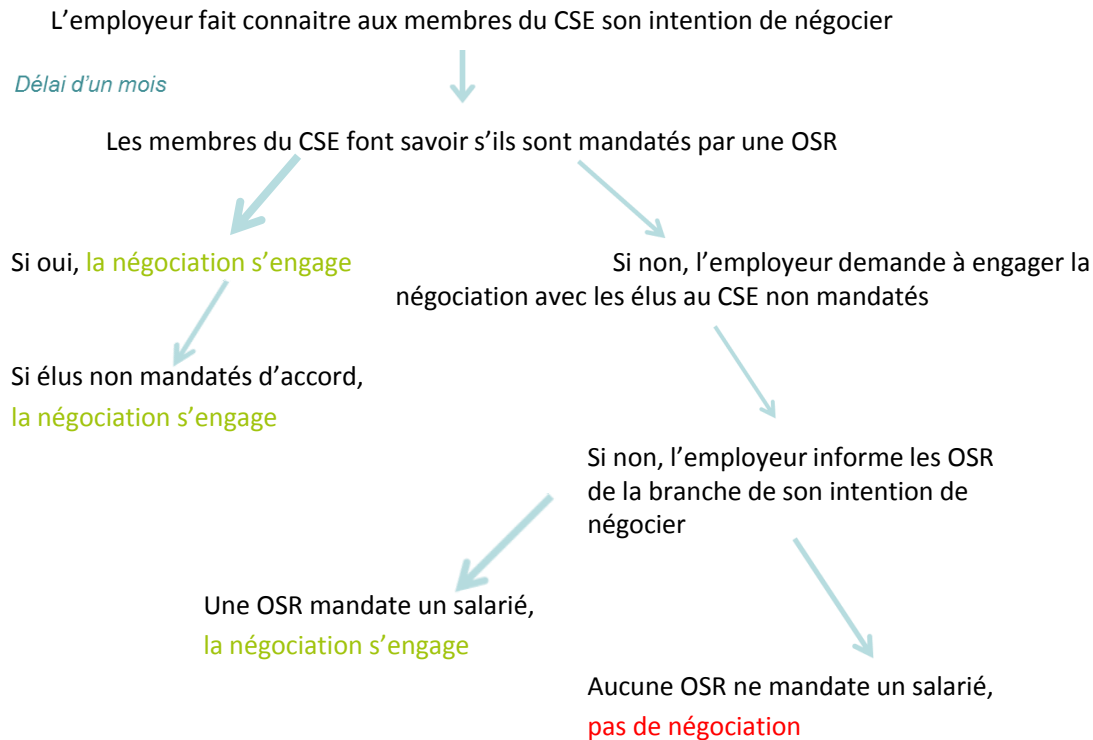 L'employeur fait connaitre aux membres du CSE son intention de négocier
Délai d'un mois
Les membres du CSE font savoir s'ils sont mandatés par une OSR
Si oui, la négociation s'engage
Si non, l'employeur demande à engager la
négociation avec les élus au CSE non mandatés
Si élus non mandatés d'accord,
la négociation s'engage
Si non, l'employeur informe les OSR
de la branche de son intention de
négocier
Une OSR mandate un salarié,
la négociation s'engage
Aucune OSR ne mandate un salarié,
pas de négociation